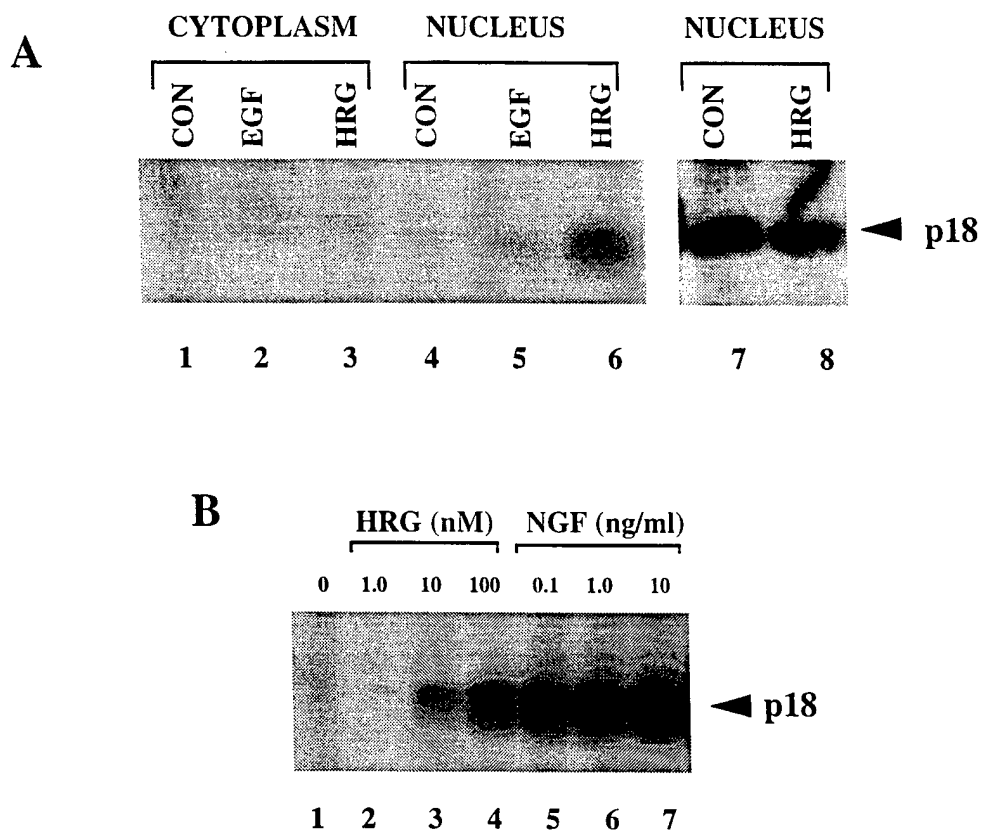 A
CYTOPLASM NUCLEUS NUCLEUS
CON EGF HRG CON EGF HRG CON HRG
p18
1 2 3 4 5 6 7 8
B
HRG (nM) NGF (ng/ml)
0 1.0 10 100 0.1 1.0 10
p18
1 2 3 4 5 6 7